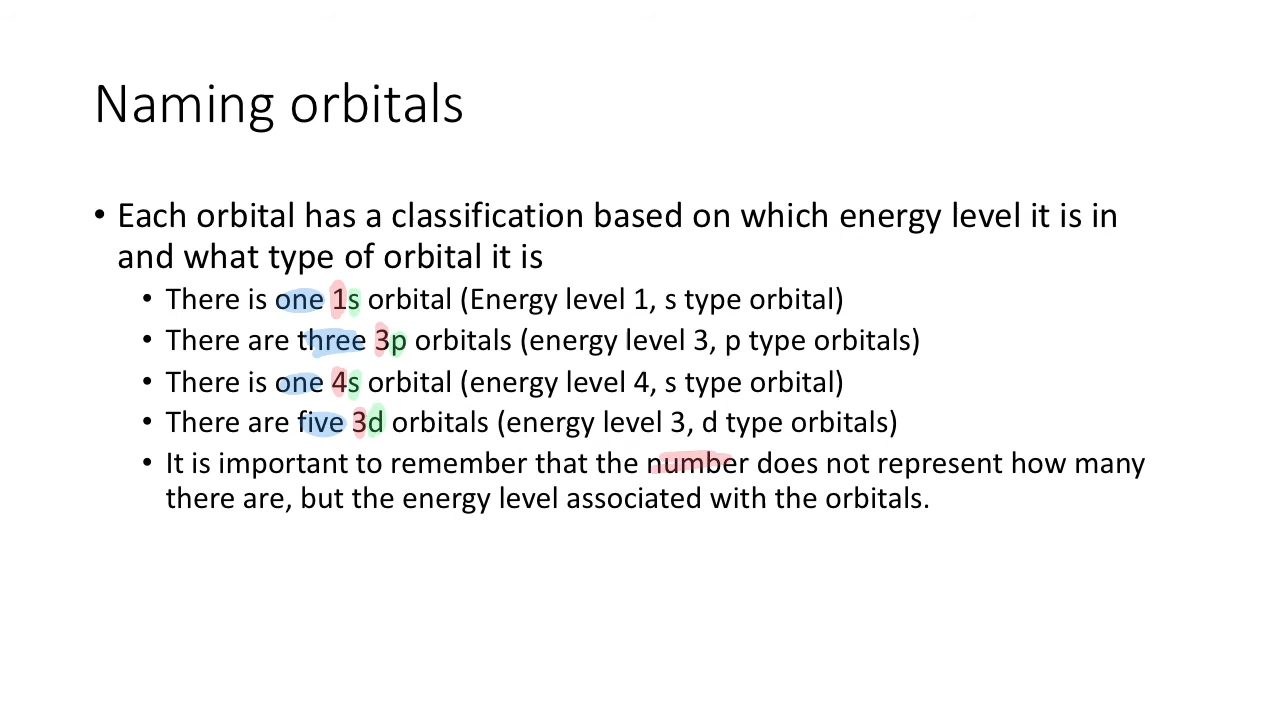 Naming orbitals
• Each orbital has a classification based on which energy level it is in
and what type of orbital it is
• There is one 1s orbital (Energy level 1, s type orbital)
• There are three 3p orbitals (energy level 3, p type orbitals)
• There is one 4s orbital (energy level 4, s type orbital)
• There are five 3d orbitals (energy level 3, d type orbitals)
• It is important to remember that the number does not represent how many
there are, but the energy level associated with the orbitals.